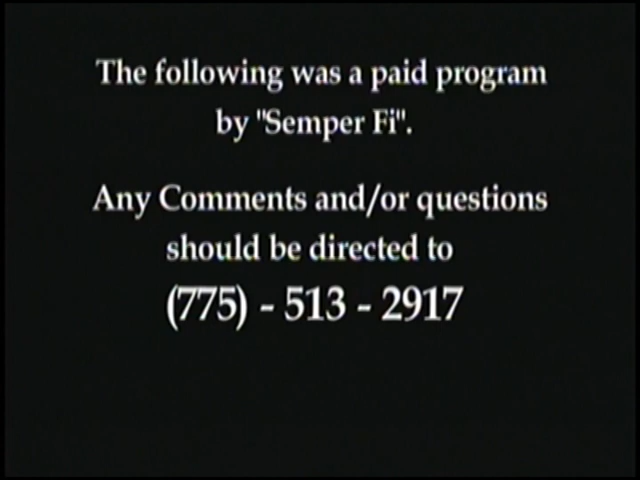 The following was a paid program
by "Semper Fi".
Any Comments and/or questions
should be directed to
(775) - 513 - 2917